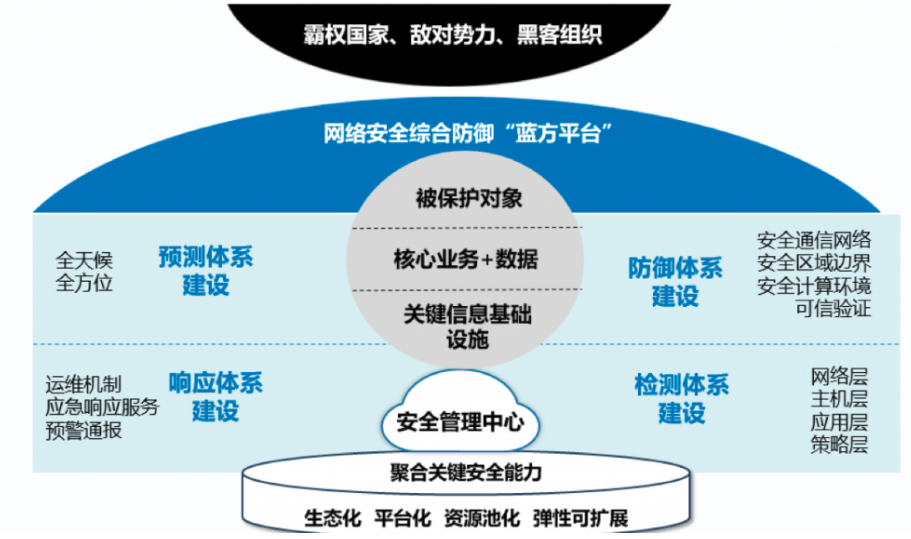 霸权国家、敌对势力、黑客组织
网络安全综合防御“蓝方平台”
被保护对象
核心业务+数据
关键信息基础
设施
全天候
全方位
预测体系
建设
防御体系
建设
安全通信网络
安全区域边界
安全计算环境
可信验证
运维机制
应急响应服务
预警通报
响应体系
建设
安全管理中心
检测体系
建设
网络层
主机层
应用层
策略层
聚合关键安全能力
生态化 平台化 资源池化 弹性可扩展